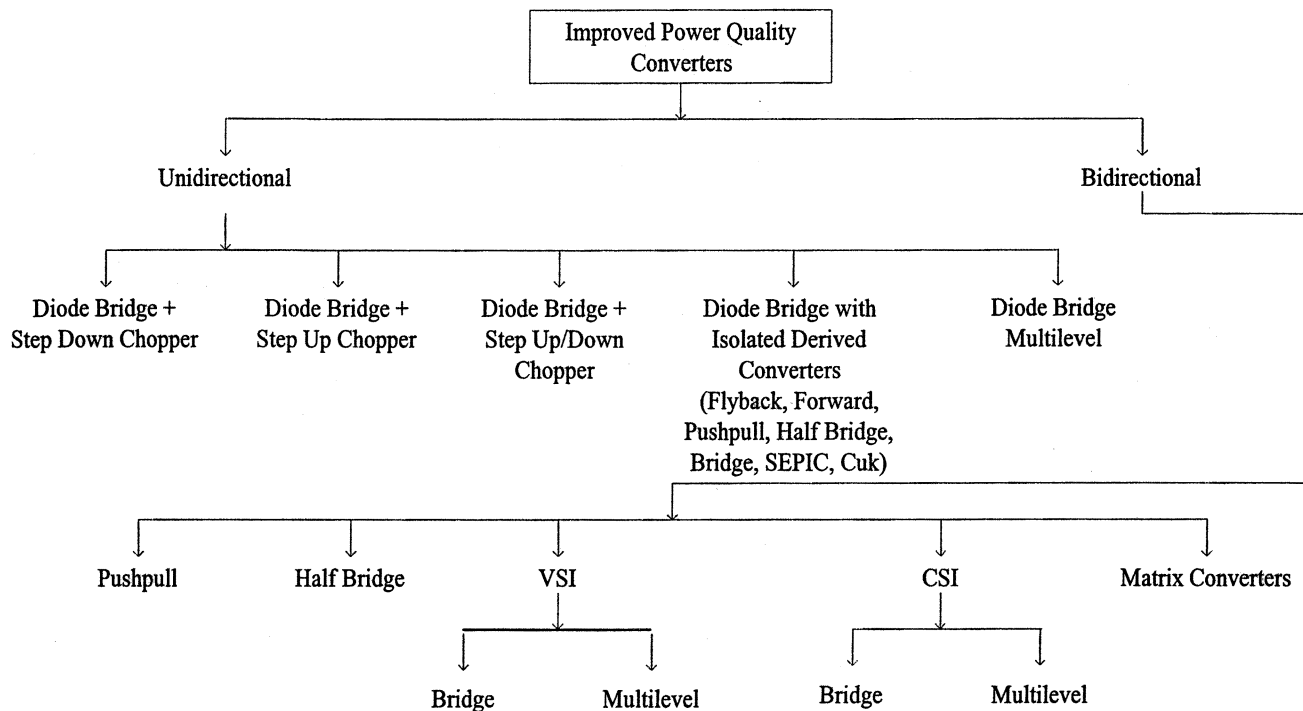 Improved Power Quality
Converters
Unidirectional
Bidirectional
Diode Bridge +
Step Down Chopper
Diode Bridge +
Step Up Chopper
Diode Bridge +
Step Up/Down
Chopper
Diode Bridge with
Isolated Derived
Converters
(Flyback, Forward,
Pushpull, Half Bridge,
Bridge, SEPIC, Cuk)
Diode Bridge
Multilevel
Pushpull
Half Bridge
VSI
CSI
Matrix Converters
Bridge
Multilevel
Bridge
Multilevel